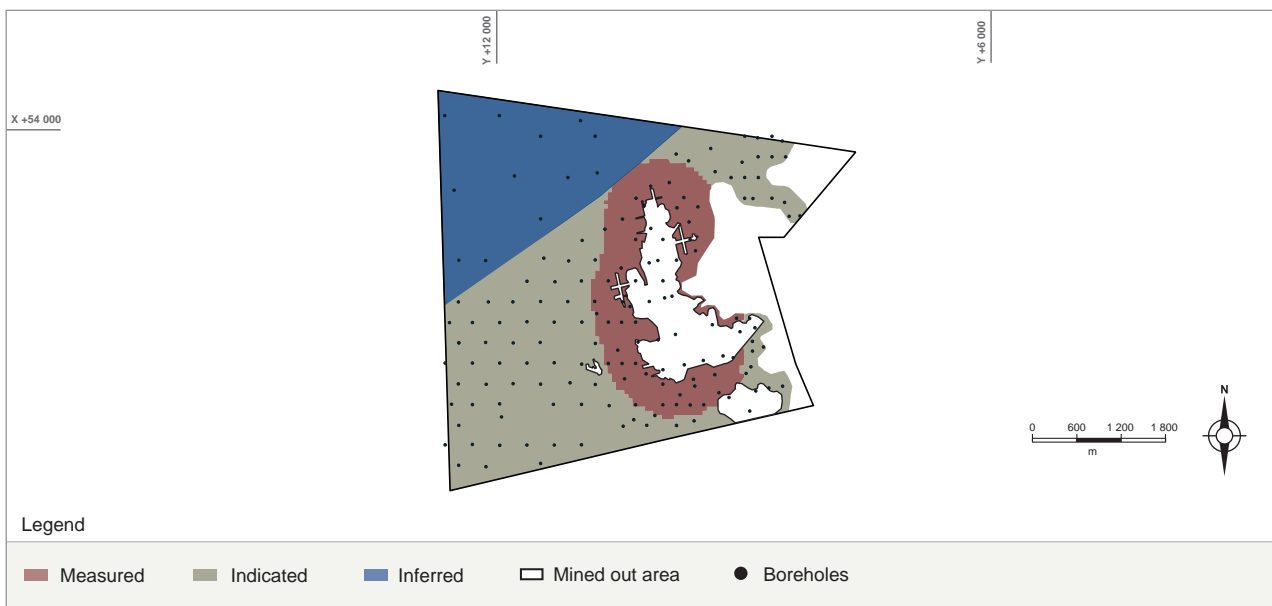 Y +12 000
Y +6 000
X +54 000
N
0 600 1 200 1 800
m
Legend
Measured Indicated Inferred Mined out area Boreholes